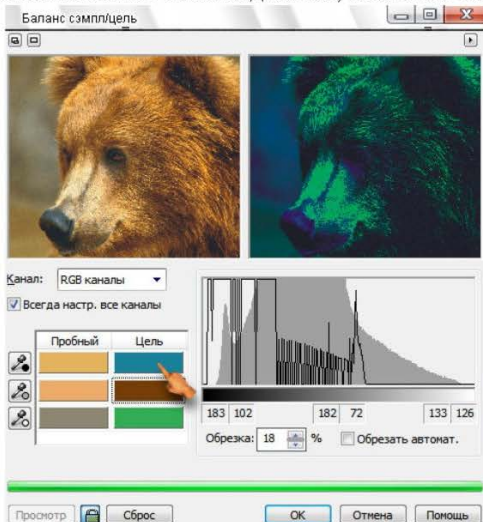 Баланс сэмпл/цель
Канал: RGB каналы
Всегда настр. все каналы
Пробный Цель
183 102 182 72 133 126
Обрезка: 18 % Обрезать автомат.
Просмотр Сброс OK Отмена Помощь